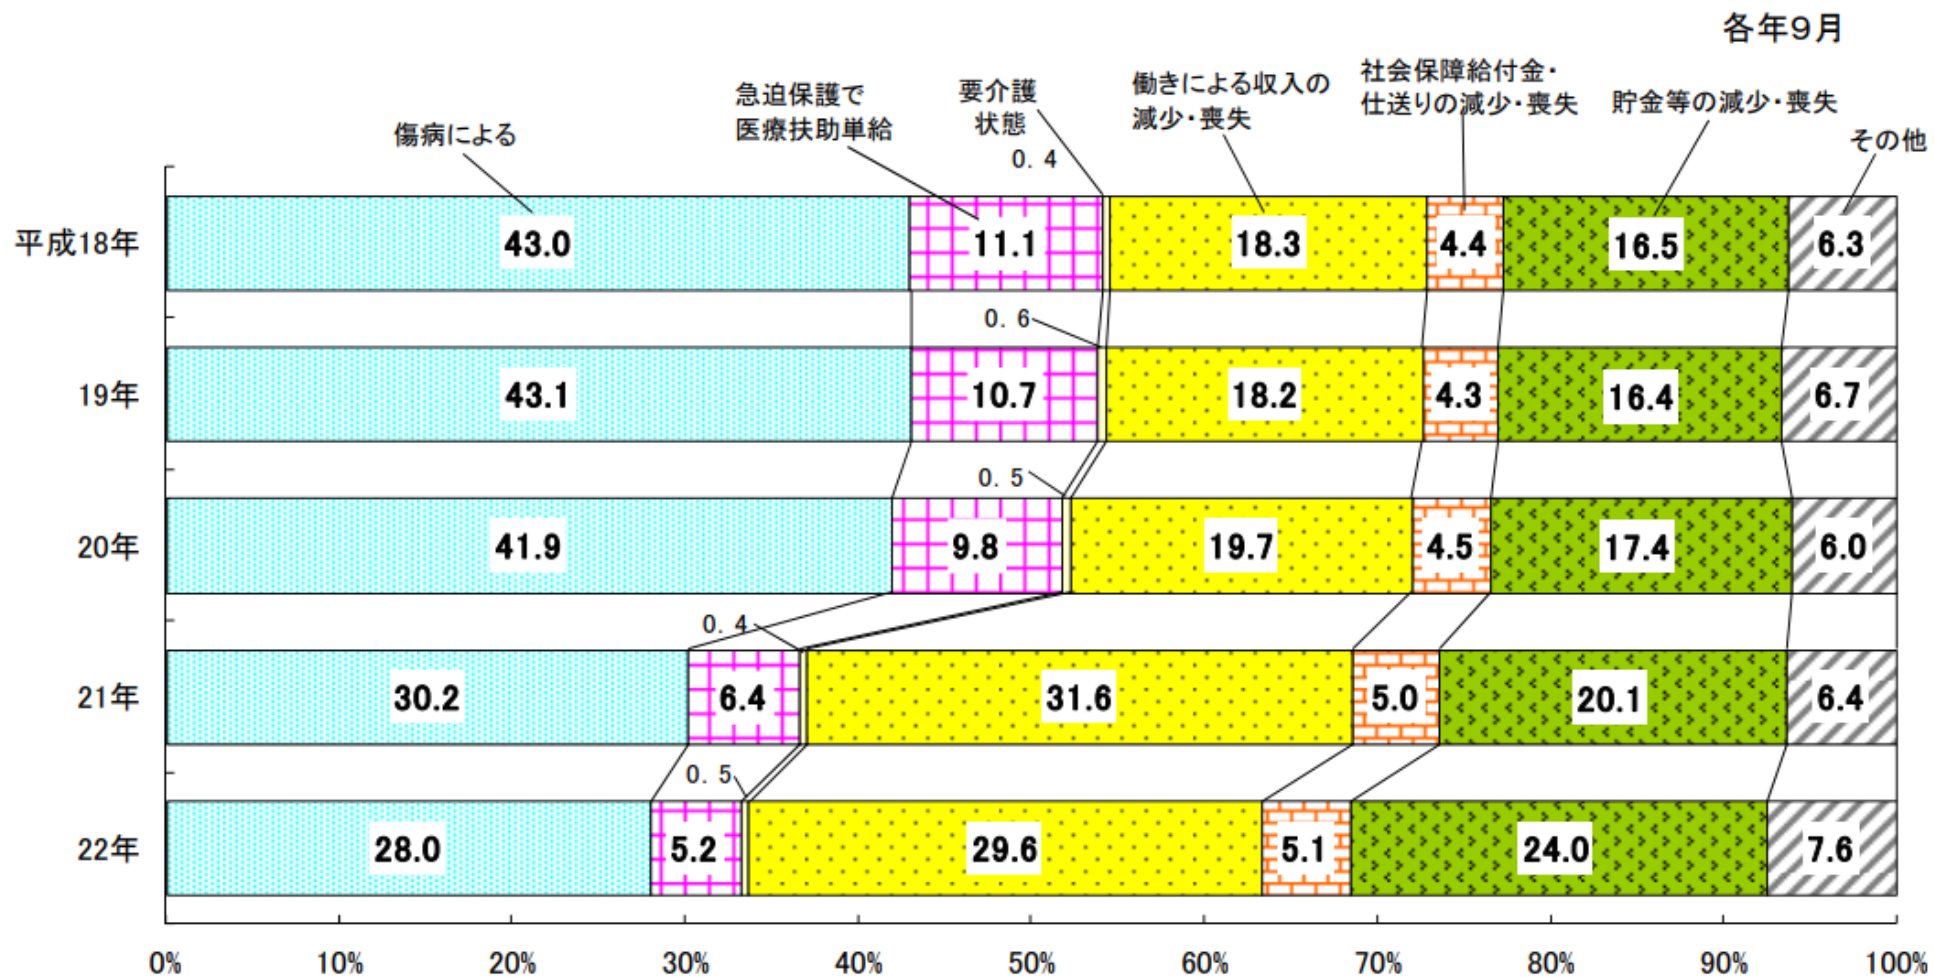 各年９月
傷病による
急迫保護で
医療扶助単給
要介護
状態
働きによる収入の
減少・喪失
社会保障給付金・
仕送りの減少・喪失
貯金等の減少・喪失
その他
平成18年 43.0 11.1 0.4 18.3 4.4 16.5 6.3
19年 43.1 10.7 0.6 18.2 4.3 16.4 6.7
20年 41.9 9.8 0.5 19.7 4.5 17.4 6.0
21年 30.2 6.4 0.4 31.6 5.0 20.1 6.4
22年 28.0 5.2 0.5 29.6 5.1 24.0 7.6
0% 10% 20% 30% 40% 50% 60% 70% 80% 90% 100%